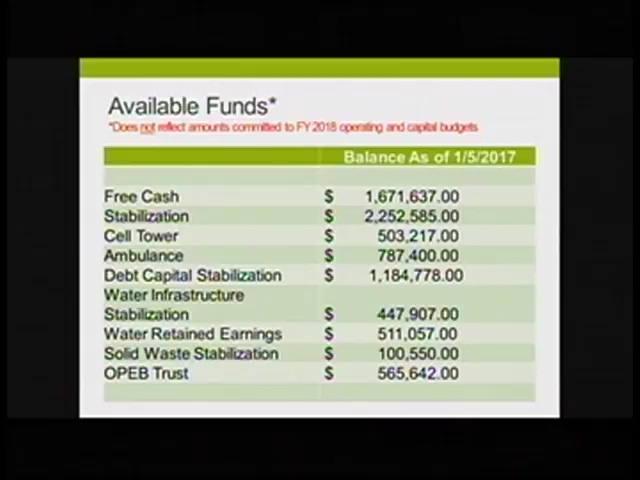 Available Funds*
*Does not reflect amounts committed to FY 2018 operating and capital budgets
Balance As of 1/5/2017
Free Cash $ 1,671,637.00
Stabilization $ 2,252,585.00
Cell Tower $ 503,217.00
Ambulance $ 787,400.00
Debt Capital Stabilization $ 1,184,778.00
Water Infrastructure
Stabilization $ 447,907.00
Water Retained Earnings $ 511,057.00
Solid Waste Stabilization $ 100,550.00
OPEB Trust $ 565,642.00